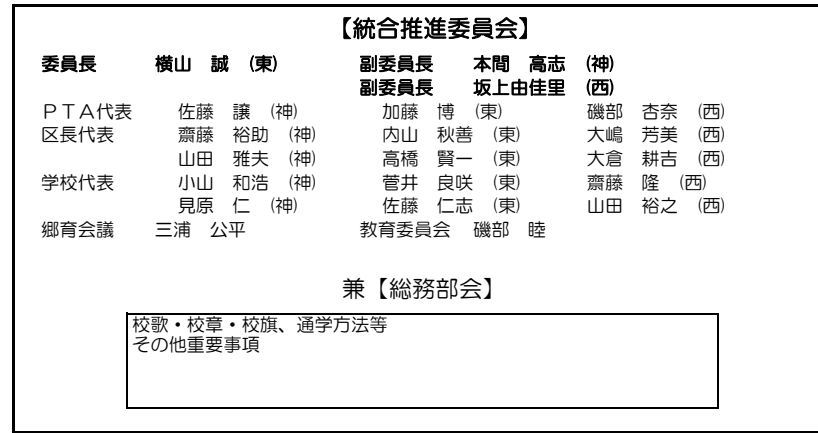 【統合推進委員会】
委員長　横山　誠　(東)　副委員長　本間　高志　(神)
副委員長　坂上由佳里　(西)
ＰＴＡ代表　佐藤　譲　(神)　加藤　博　(東)　磯部　杏奈　(西)
区長代表　齋藤　裕助　(神)　内山　秋善　(東)　大嶋　芳美　(西)
山田　雅夫　(神)　高橋　賢一　(東)　大倉　耕吉　(西)
学校代表　小山　和浩　(神)　菅井　良咲　(東)　齋藤　隆　(西)
見原　仁　(神)　佐藤　仁志　(東)　山田　裕之　(西)
郷育会議　三浦　公平　教育委員会　磯部　睦
兼【総務部会】
校歌・校章・校旗、通学方法等
その他重要事項